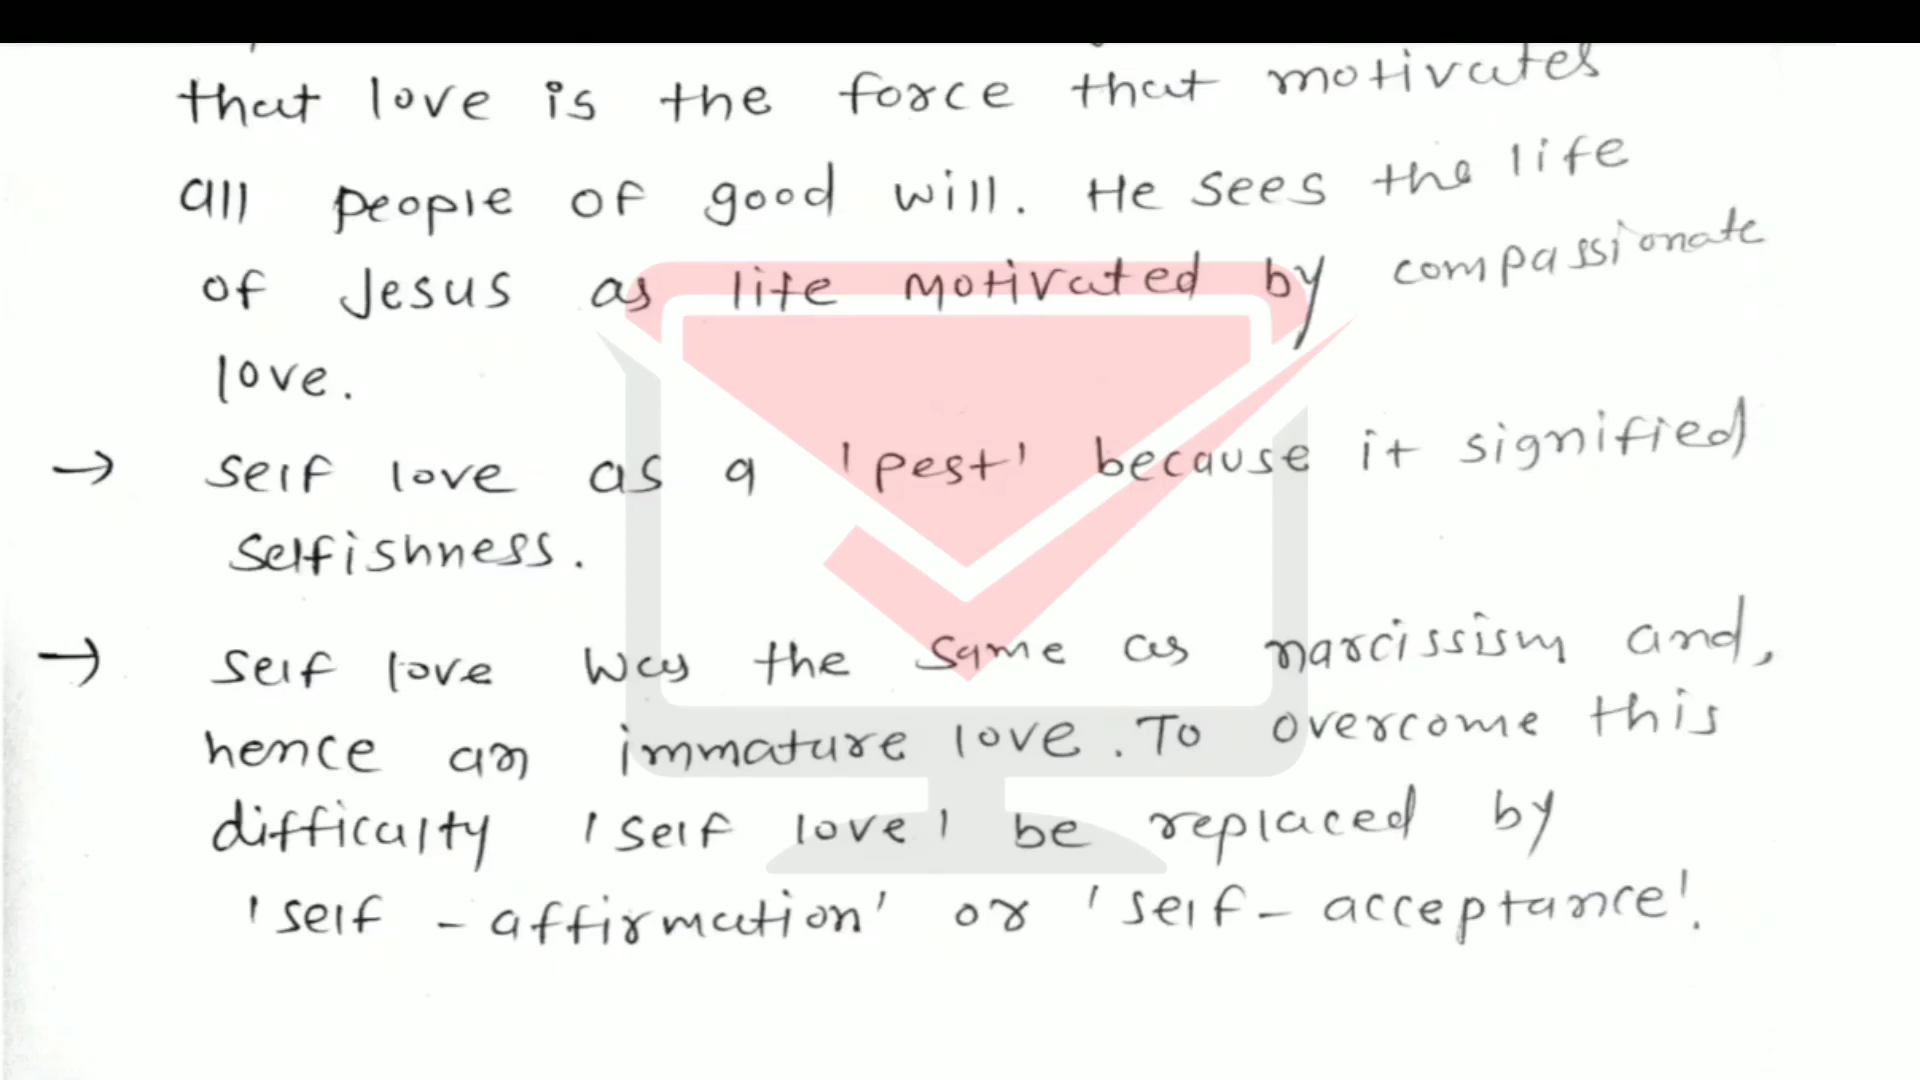 that love is the force that motivates
all people of good will. He sees the life
of Jesus as life motivated by compassionate
love.
→ Self love as a 'pest' because it signified
selfishness.
→ Self love was the same as narcissism and,
hence an immature love. To overcome this
difficulty 'self love' be replaced by
'self - affirmation' or 'self - acceptance'.